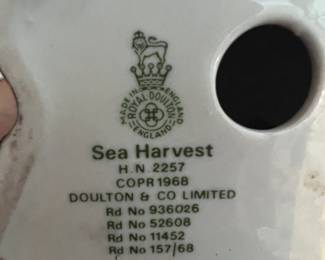 MADE IN ENGLAND
ROYAL DOULTON
ENGLAND
Sea Harvest
H.N. 2257
COPR 1968
DOULTON & CO LIMITED
Rd No 936026
Rd No 52608
Rd No 11452
Rd No 157/68